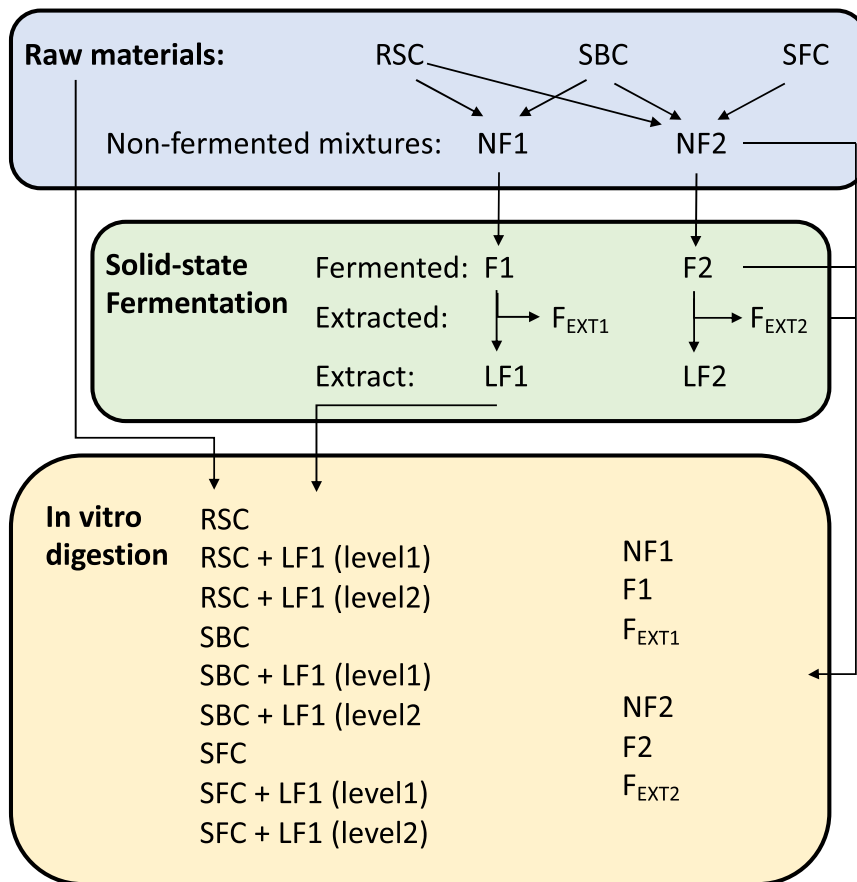 Raw materials: RSC SBC SFC
Non-fermented mixtures: NF1 NF2
Solid-state
Fermentation
Fermented: F1 F2
Extracted: FEXT1 FEXT2
Extract: LF1 LF2
In vitro
digestion
RSC
RSC + LF1 (level1)
RSC + LF1 (level2)
SBC
SBC + LF1 (level1)
SBC + LF1 (level2
SFC
SFC + LF1 (level1)
SFC + LF1 (level2)
NF1
F1
FEXT1
NF2
F2
FEXT2